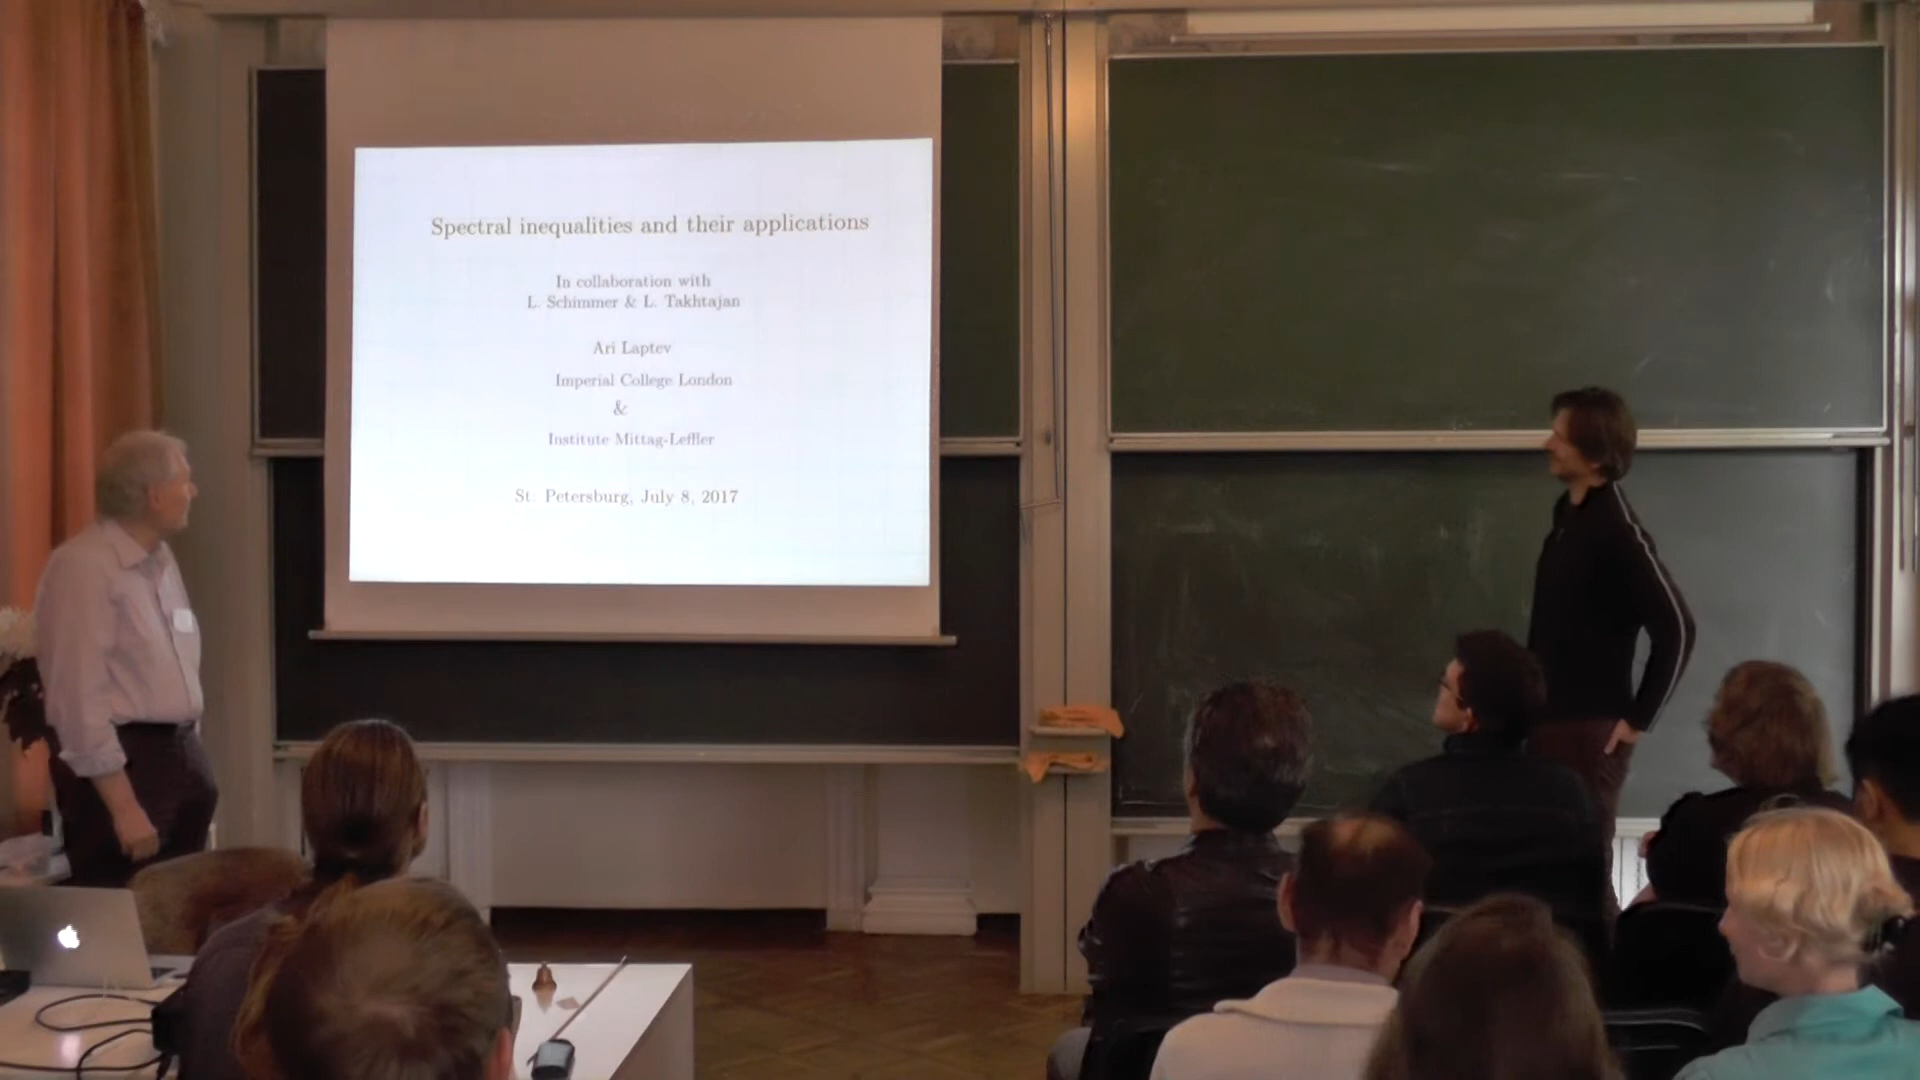 Spectral inequalities and their applications
In collaboration with
L. Schimmer & L. Takhtajan
Ari Laptev
Imperial College London
&
Institute Mittag-Leffler
St. Petersburg, July 8, 2017